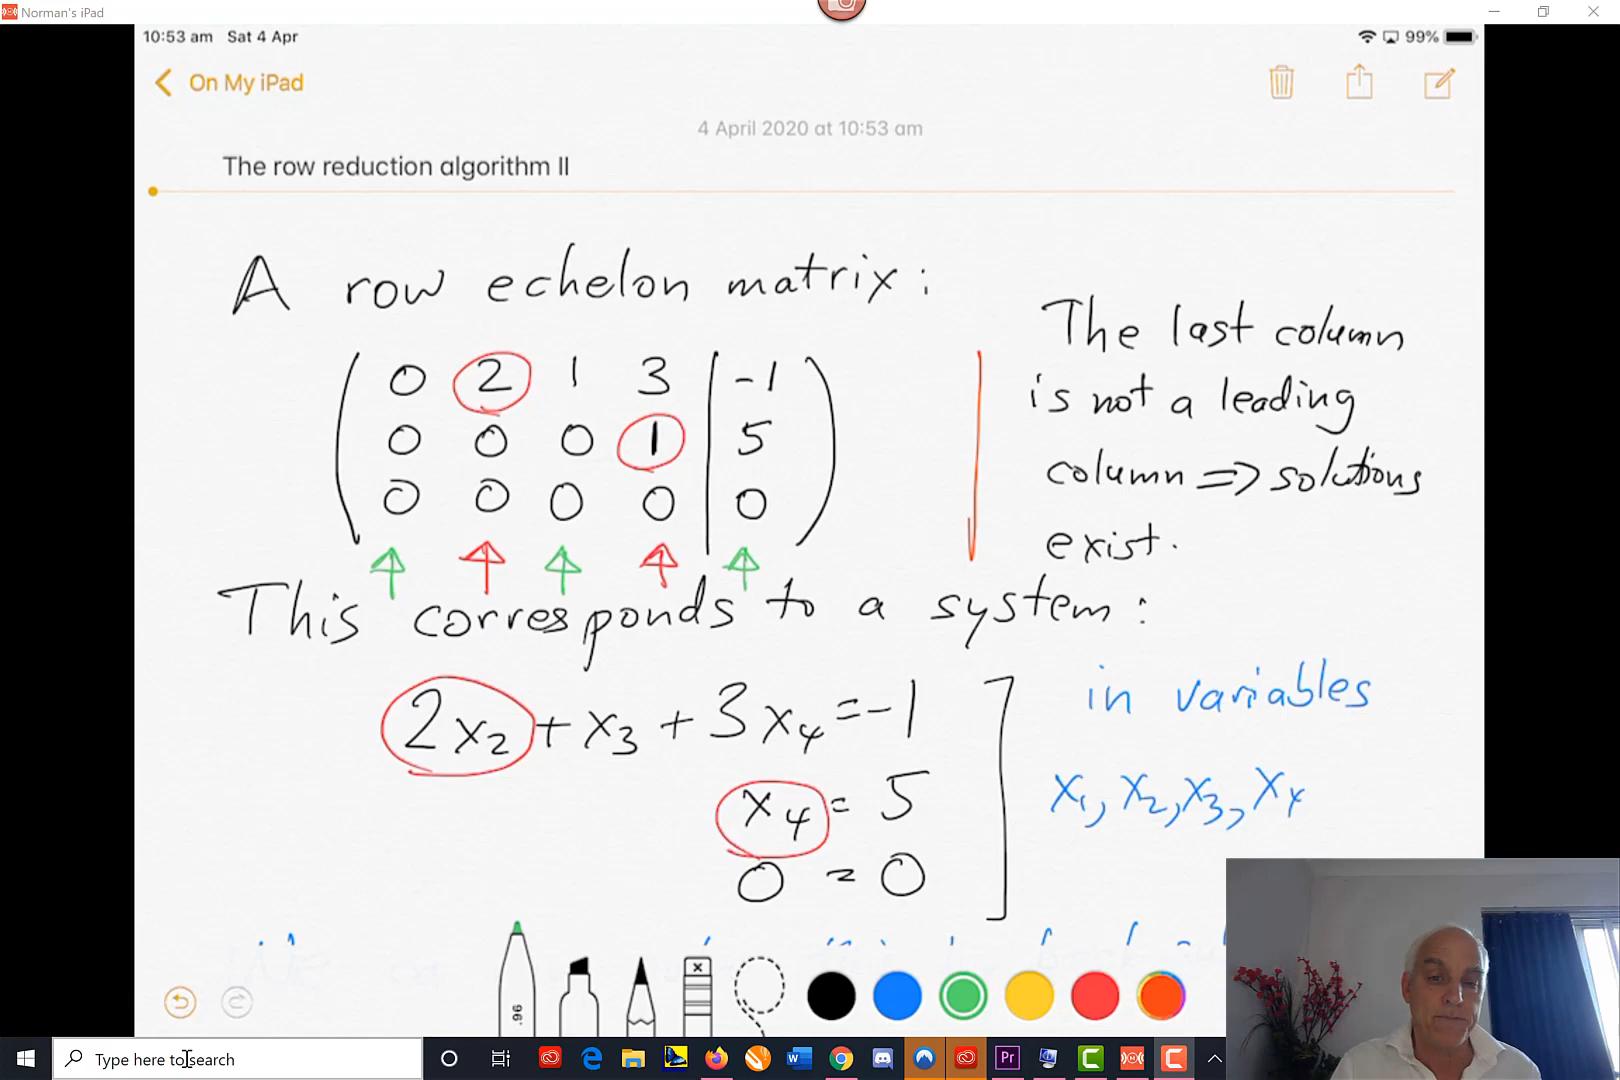 Norman's iPad
10:53 am Sat 4 Apr
99%
On My iPad
4 April 2020 at 10:53 am
The row reduction algorithm II
A row echelon matrix:
0 2 1 3 -1
0 0 0 1 5
0 0 0 0 0
The last column
is not a leading
column => solutions
exist.
This corresponds to a system:
2x₂ + x₃ + 3x₄ = -1
x₄ = 5
0 = 0
in variables
x₁, x₂, x₃, x₄
96
Type here to search